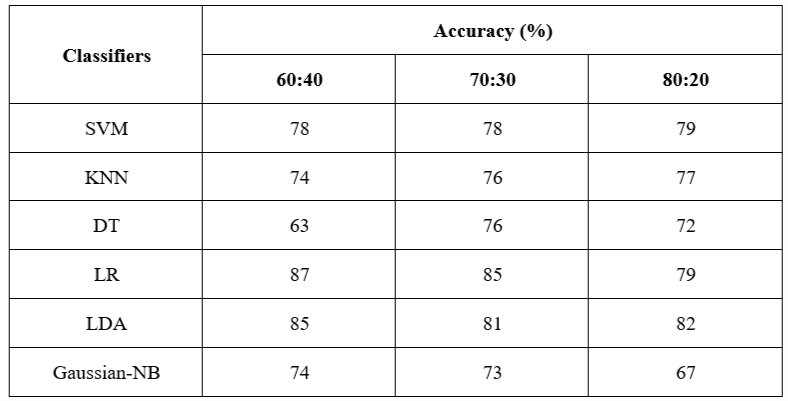 Classifiers Accuracy (%)
60:40 70:30 80:20
SVM 78 78 79
KNN 74 76 77
DT 63 76 72
LR 87 85 79
LDA 85 81 82
Gaussian-NB 74 73 67